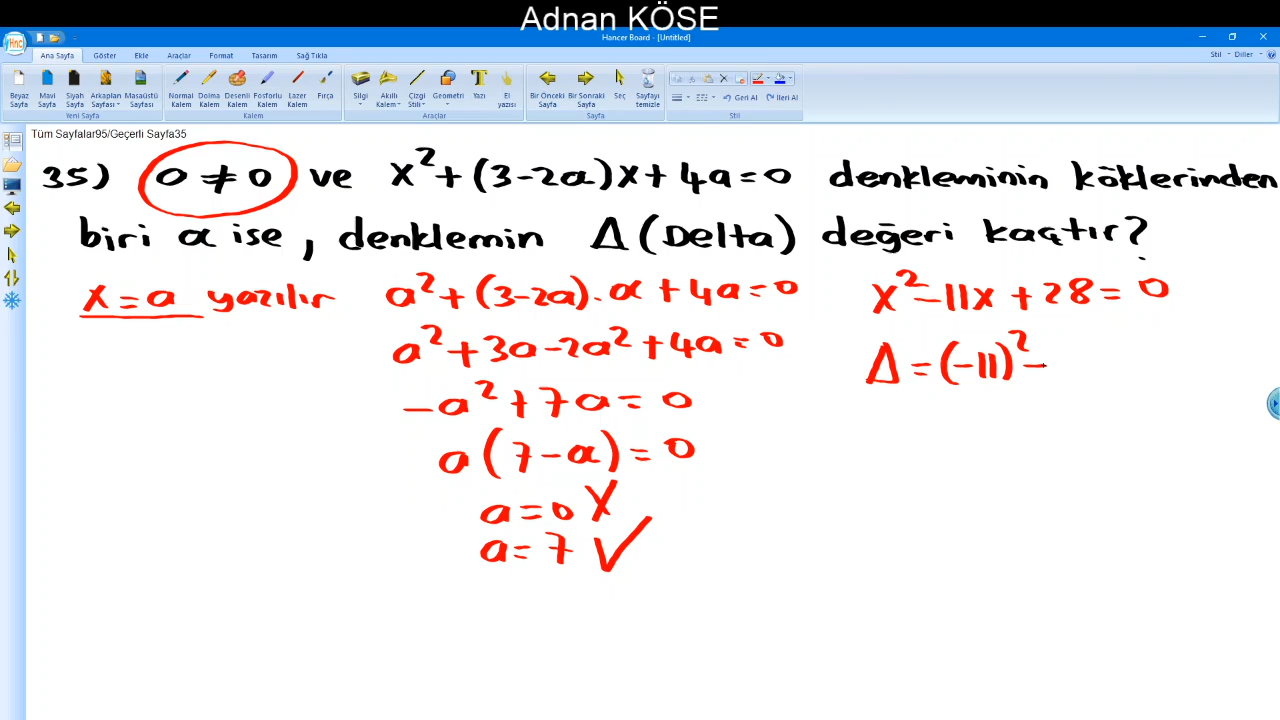 Adnan KÖSE
Hancer Board - [Untitled]
Hnc
Ana Sayfa Göster Ekle Araçlar Format Tasarım Sağ Tıkla Stil Diller
Beyaz Sayfa Mavi Sayfa Siyah Sayfa Arkaplan Sayfası Masaüstü Sayfası Normal Kalem Dolma Kalem Desenli Kalem Fosforlu Kalem Lazer Kalem Fırça Silgi Akıllı Kalem Çizgi Stili Geometri Yazı El yazısı Bir Önceki Sayfa Bir Sonraki Sayfa Seç Sayfayı temizle Geri Al İleri Al
Yeni Sayfa Kalem Araçlar Sayfa
Tüm Sayfalar95/Geçerli Sayfa35
35) 0 ≠ 0 ve x² + (3-2a)x + 4a = 0 denkleminin köklerinden
biri a ise, denklemin Δ (Delta) değeri kaçtır?
x = a yazılır
a² + (3-2a).a + 4a = 0
a² + 3a - 2a² + 4a = 0
-a² + 7a = 0
a (7-a) = 0
a = 0 X
a = 7 ✓
x² - 11x + 28 = 0
Δ = (-11)² -